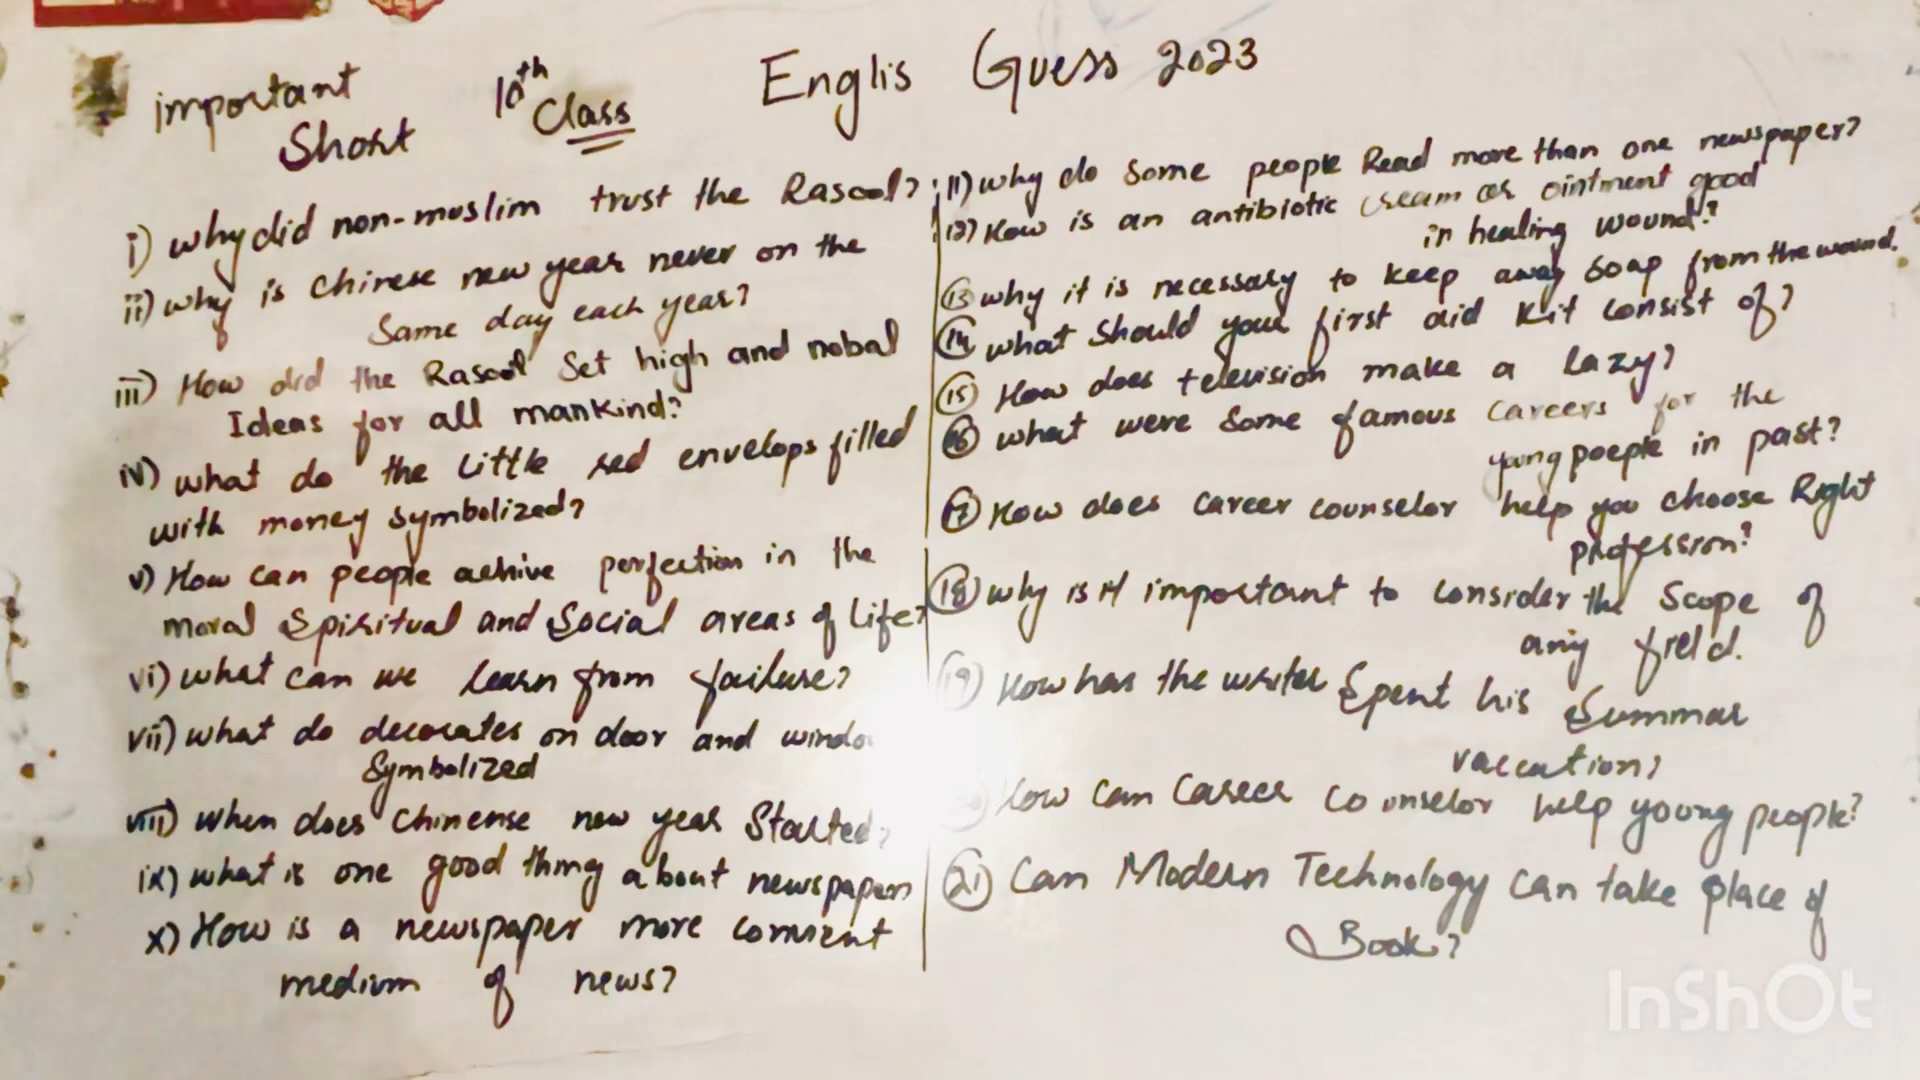 important
Short
10th
Class
Englis Guess 2023
i) why did non-muslim trust the Rasool?
ii) why is chinese new year never on the
Same day each year?
iii) How did the Rasool Set high and nobal
Ideas for all mankind?
iv) what do the Little red envelops filled
with money symbolized?
v) How can people achive perfection in the
moral Spiritual and Social areas of Life?
vi) what can we learn from failure?
vii) what do decorates on door and window
Symbolized
viii) when does Chinense new year Started?
ix) what is one good thing about newspapers
x) How is a newspaper more convient
medium of news?
11) why do some people Read more than one newspaper?
12) How is an antibiotic cream or ointment good
in healing wound?
13 why it is necessary to keep away soap from the wound.
14 what should your first aid kit consist of?
15 How does television make a Lazy?
16 what were some famous careers for the
young poeple in past?
17 How does career counselor help you choose Right
profession?
18 why is it important to consider the Scope of
any field.
19 How has the writer Spent his Summar
vaccation?
20 How can Career Counselor help young people?
21 Can Modern Technology can take place of
Book?
InShOt